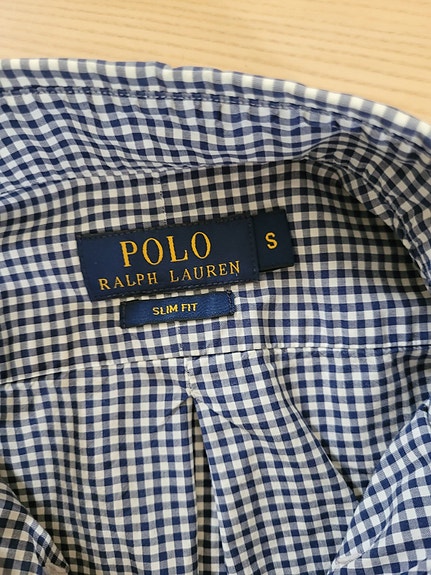 POLO
RALPH LAUREN
S
SLIM FIT